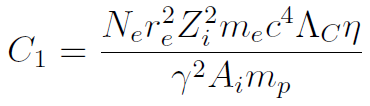 C_1 = \frac{N_e r_e^2 Z_i^2 m_e c^4 \Lambda_C \eta}{\gamma^2 A_i m_p}